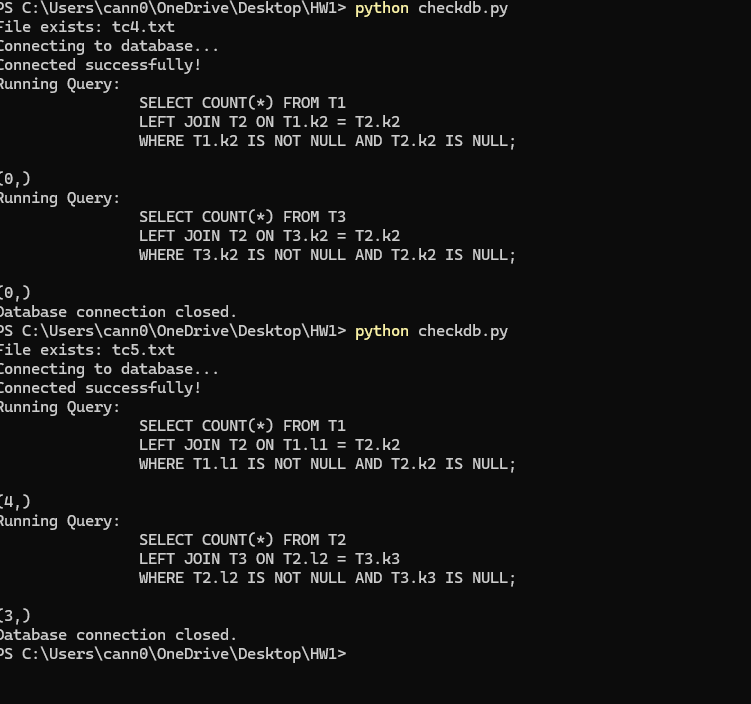 PS C:\Users\cann0\OneDrive\Desktop\HW1> python checkdb.py
File exists: tc4.txt
Connecting to database...
Connected successfully!
Running Query:
SELECT COUNT(*) FROM T1
LEFT JOIN T2 ON T1.k2 = T2.k2
WHERE T1.k2 IS NOT NULL AND T2.k2 IS NULL;
(0,)
Running Query:
SELECT COUNT(*) FROM T3
LEFT JOIN T2 ON T3.k2 = T2.k2
WHERE T3.k2 IS NOT NULL AND T2.k2 IS NULL;
(0,)
Database connection closed.
PS C:\Users\cann0\OneDrive\Desktop\HW1> python checkdb.py
File exists: tc5.txt
Connecting to database...
Connected successfully!
Running Query:
SELECT COUNT(*) FROM T1
LEFT JOIN T2 ON T1.l1 = T2.k2
WHERE T1.l1 IS NOT NULL AND T2.k2 IS NULL;
(4,)
Running Query:
SELECT COUNT(*) FROM T2
LEFT JOIN T3 ON T2.l2 = T3.k3
WHERE T2.l2 IS NOT NULL AND T3.k3 IS NULL;
(3,)
Database connection closed.
PS C:\Users\cann0\OneDrive\Desktop\HW1>